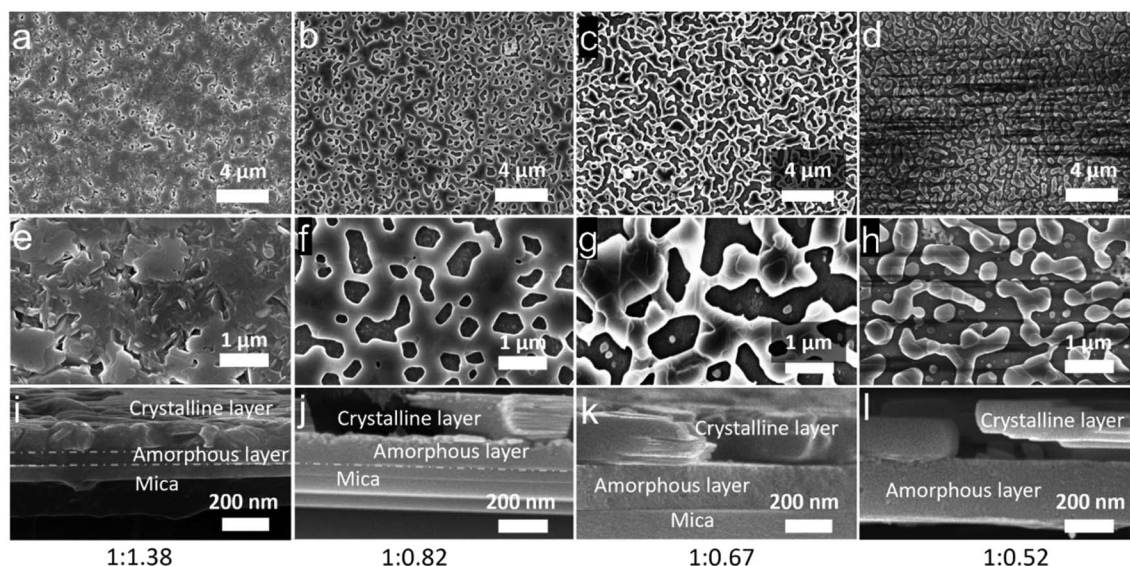 a
b
c
d
4 μm
4 μm
4 μm
4 μm
e
f
g
h
1 μm
1 μm
1 μm
1 μm
i
j
k
l
Crystalline layer
Amorphous layer
Mica
200 nm
Crystalline layer
Amorphous layer
Mica
200 nm
Crystalline layer
Amorphous layer
Mica
200 nm
Crystalline layer
Amorphous layer
200 nm
1:1.38
1:0.82
1:0.67
1:0.52